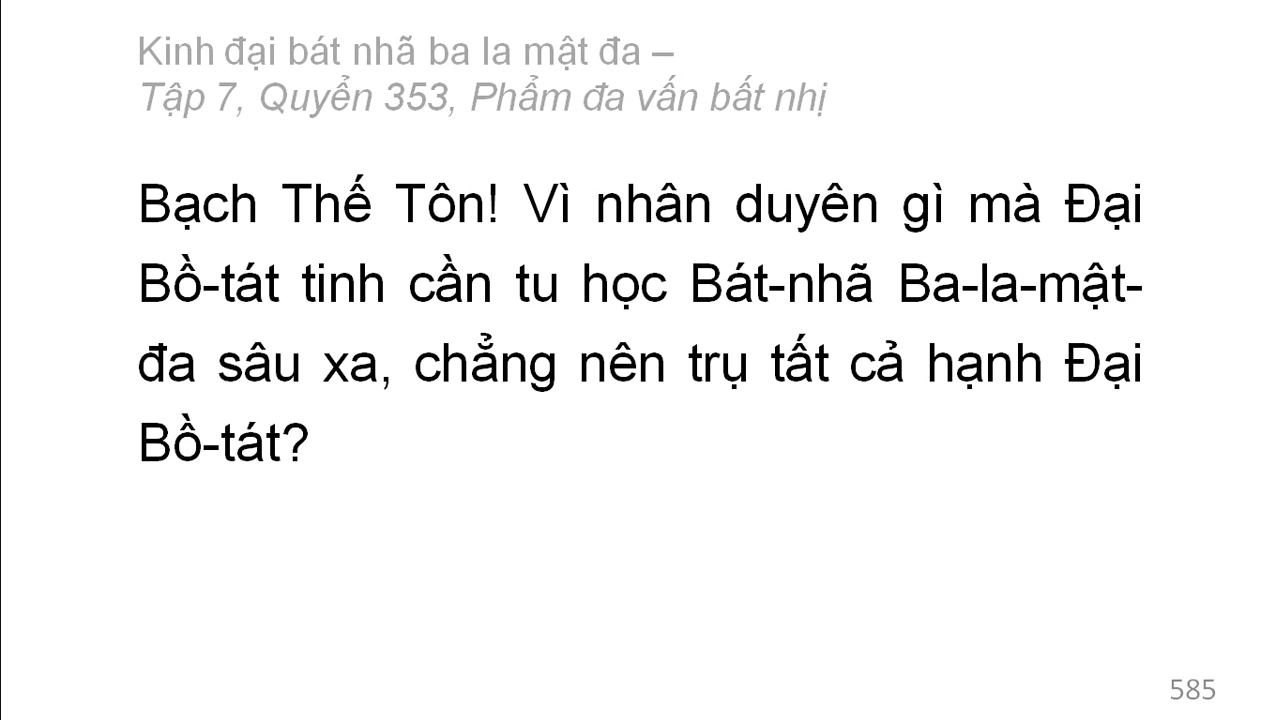 Kinh đại bát nhã ba la mật đa –
Tập 7, Quyển 353, Phẩm đa vấn bất nhị
Bạch Thế Tôn! Vì nhân duyên gì mà Đại
Bồ-tát tinh cần tu học Bát-nhã Ba-la-mật-
đa sâu xa, chẳng nên trụ tất cả hạnh Đại
Bồ-tát?
585